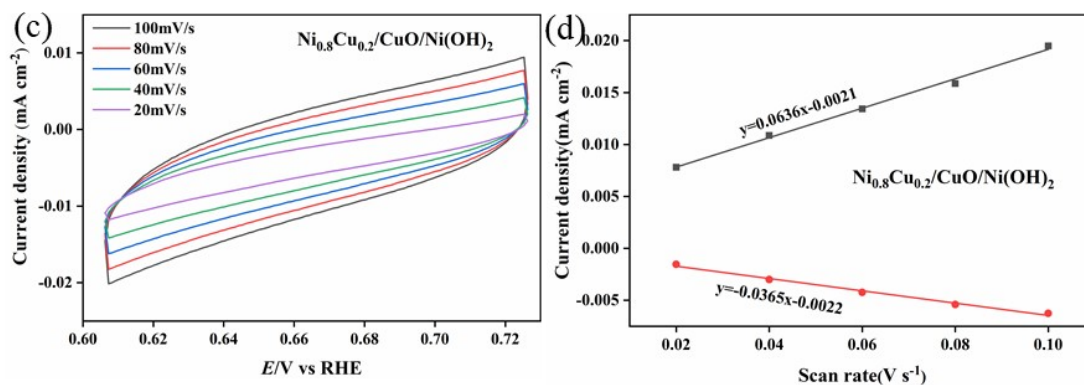 (c)
100mV/s
80mV/s
60mV/s
40mV/s
20mV/s
Ni0.8Cu0.2/CuO/Ni(OH)2
0.01
0.00
-0.01
-0.02
Current density (mA cm-2)
0.60 0.62 0.64 0.66 0.68 0.70 0.72
E/V vs RHE
(d)
0.020
0.015
0.010
0.005
0.000
-0.005
Current density(mA cm-2)
y=0.0636x-0.0021
Ni0.8Cu0.2/CuO/Ni(OH)2
y=-0.0365x-0.0022
0.02 0.04 0.06 0.08 0.10
Scan rate(V s-1)